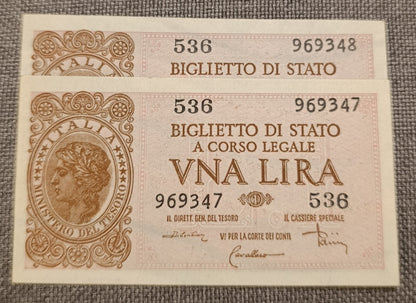 536 969348
ITALIA
BIGLIETTO DI STATO
536 969347
ITALIA
MINISTERO DEL TESORO
BIGLIETTO DI STATO
A CORSO LEGALE
VNA LIRA
969347 536
IL DIRETT. GEN. DEL TESORO IL CASSIERE SPECIALE
V! PER LA CORTE DEI CONTI
Cavallaro